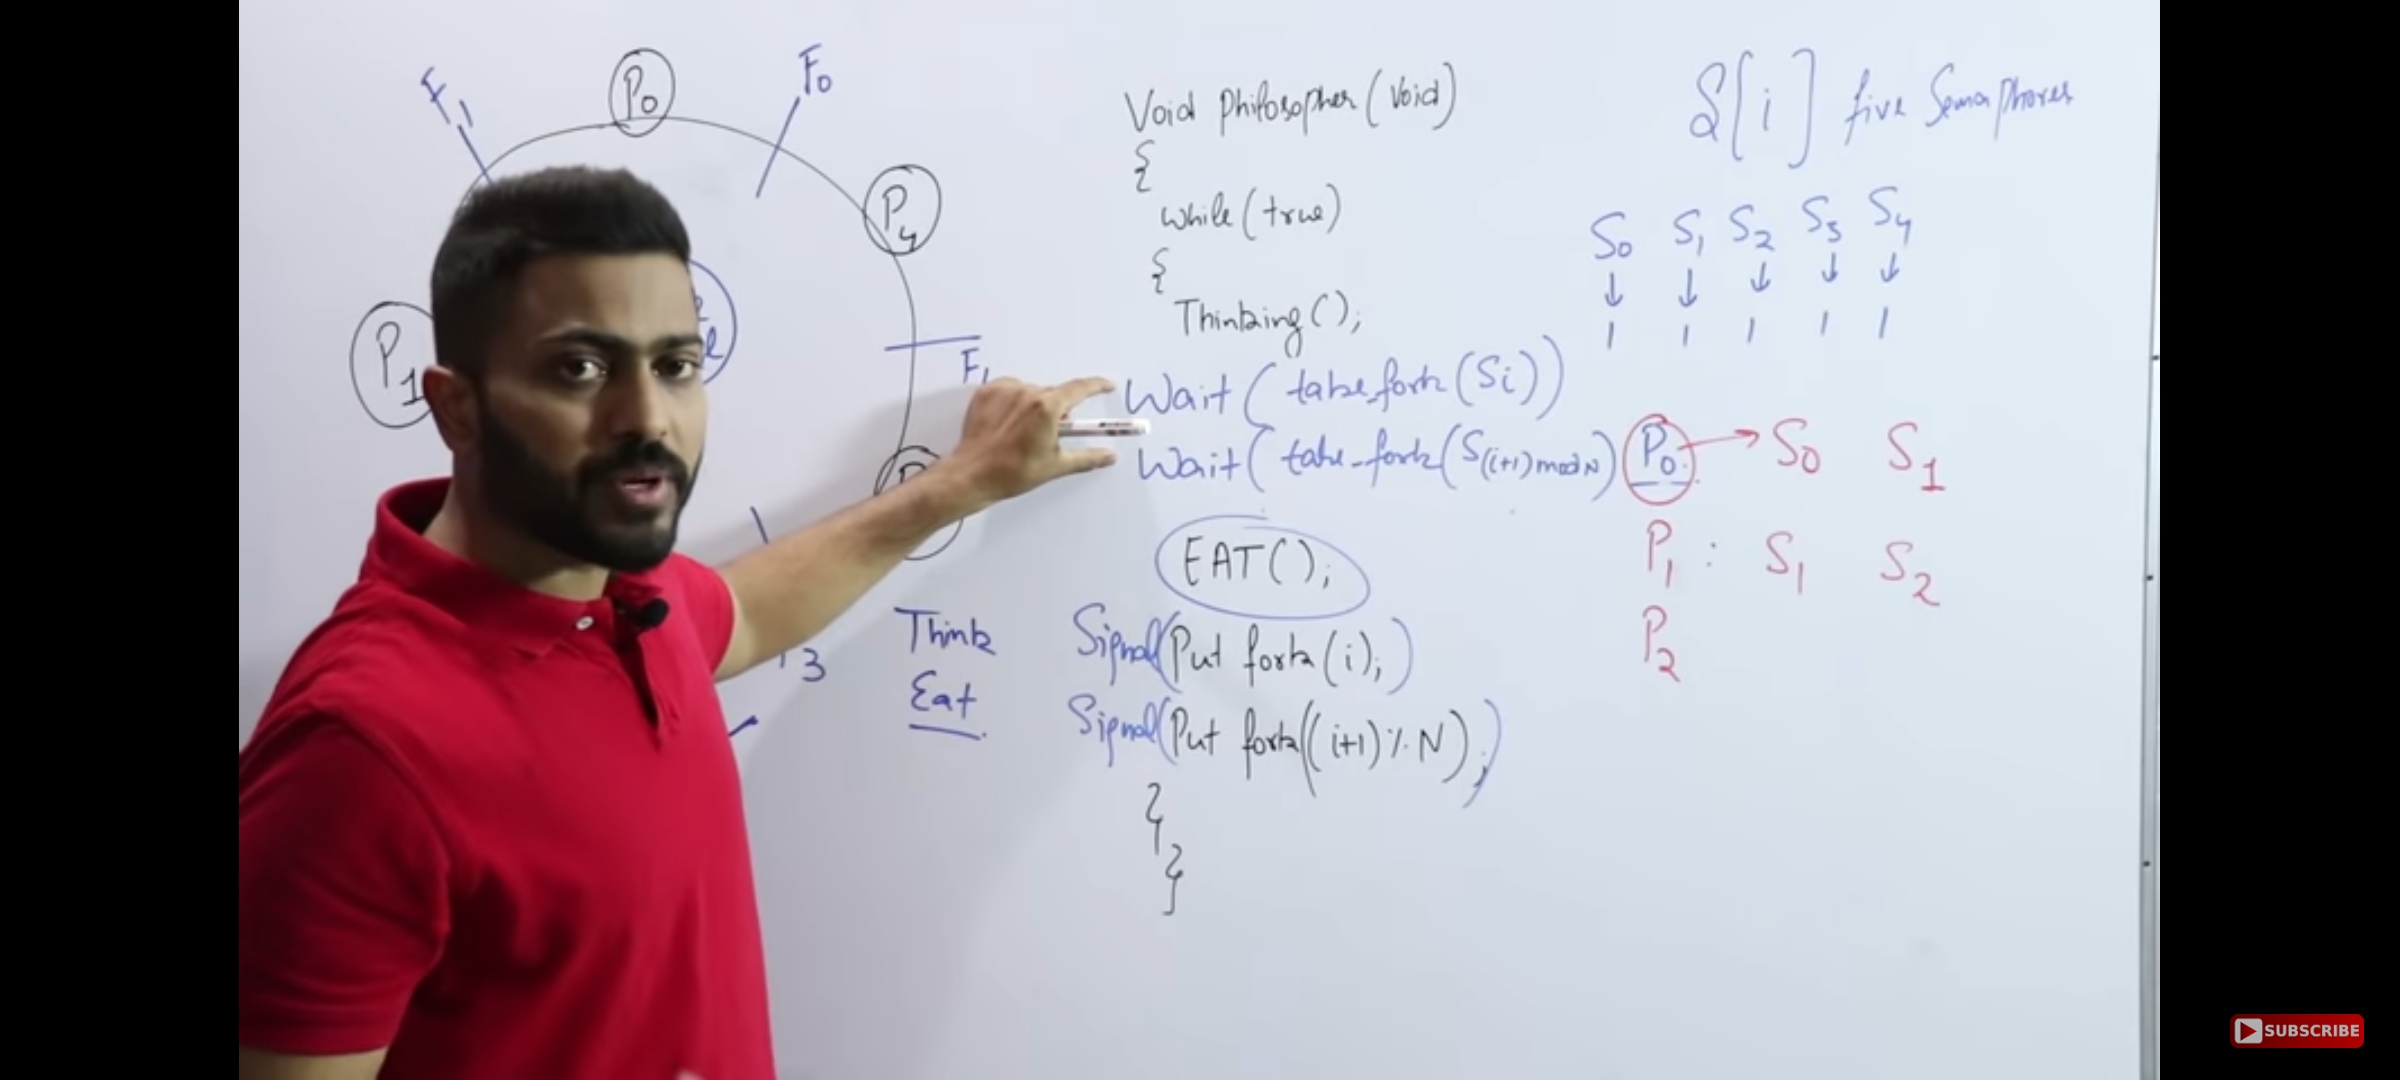 F1
P0
F0
P4
P1
F
3
Think
Eat
Void Philosopher(Void)
{
while(true)
{
Thinking();
Wait(take_fork(Si))
Wait(take_fork(S(i+1)mod N)
EAT();
Signal(Put fork(i);)
Signal(Put fork((i+1)%N);)
}
}
S[i] five Semaphores
S0 S1 S2 S3 S4
↓ ↓ ↓ ↓ ↓
1 1 1 1 1
P0 → S0 S1
P1 : S1 S2
P2
SUBSCRIBE